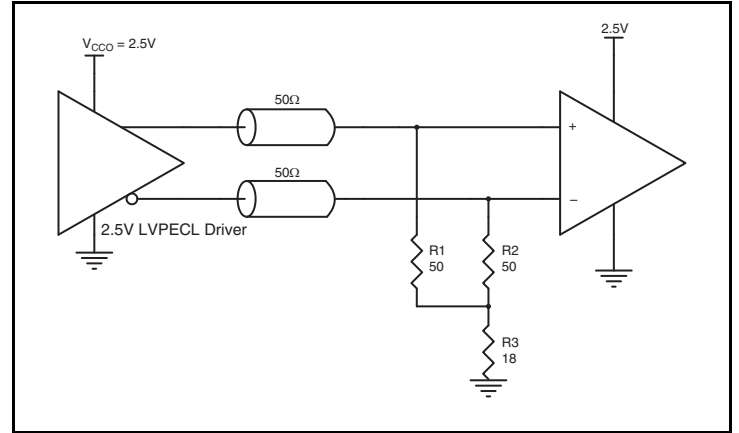 V_CCO = 2.5V
2.5V
50Ω
+
50Ω
−
2.5V LVPECL Driver
R1
50
R2
50
R3
18